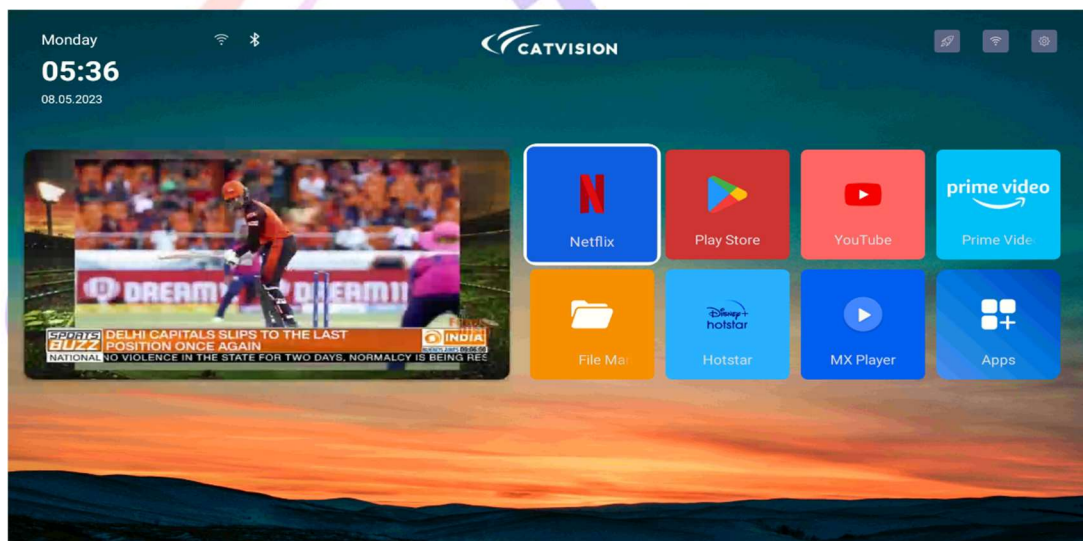 Monday
05:36
08.05.2023
CATVISION
DREAM11 DREAM11
SPORTS BUZZ
DELHI CAPITALS SLIPS TO THE LAST
POSITION ONCE AGAIN
INDIA
NATIONAL NO VIOLENCE IN THE STATE FOR TWO DAYS, NORMALCY IS BEING RES
N
Netflix
Play Store
YouTube
prime video
Prime Vide
File Ma
Disney+
hotstar
Hotstar
MX Player
Apps